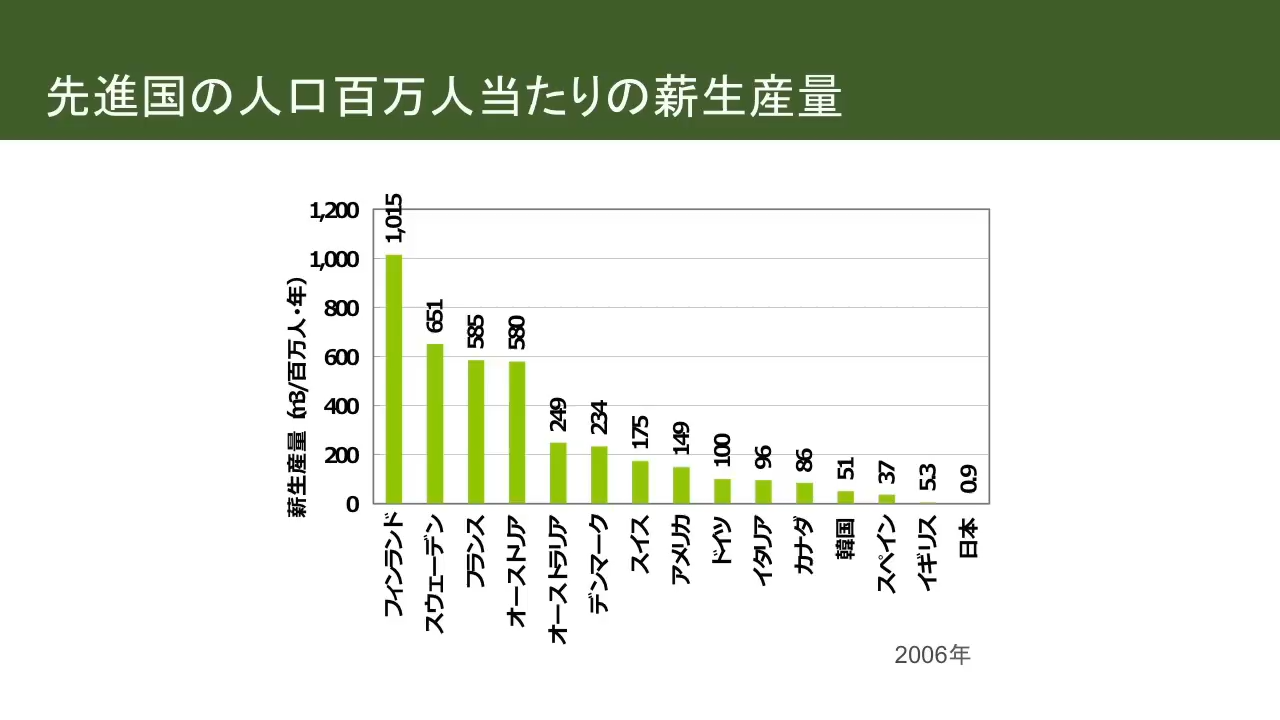 先進国の人口百万人当たりの薪生産量
薪生産量 (m3/百万人・年)
1,200
1,000
800
600
400
200
0
1,015
651
585
580
249
234
175
149
100
96
86
51
37
5.3
0.9
フィンランド
スウェーデン
フランス
オーストリア
オーストラリア
デンマーク
スイス
アメリカ
ドイツ
イタリア
カナダ
韓国
スペイン
イギリス
日本
2006年